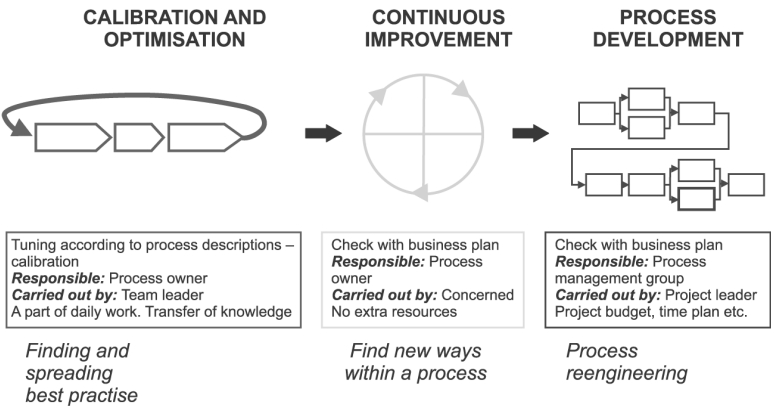 CALIBRATION AND
OPTIMISATION
CONTINUOUS
IMPROVEMENT
PROCESS
DEVELOPMENT
Tuning according to process descriptions –
calibration
Responsible: Process owner
Carried out by: Team leader
A part of daily work. Transfer of knowledge
Check with business plan
Responsible: Process
owner
Carried out by: Concerned
No extra resources
Check with business plan
Responsible: Process
management group
Carried out by: Project leader
Project budget, time plan etc.
Finding and
spreading
best practise
Find new ways
within a process
Process
reengineering